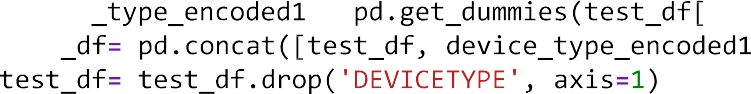 _type_encoded1 pd.get_dummies(test_df[
_df= pd.concat([test_df, device_type_encoded1
test_df= test_df.drop('DEVICETYPE', axis=1)